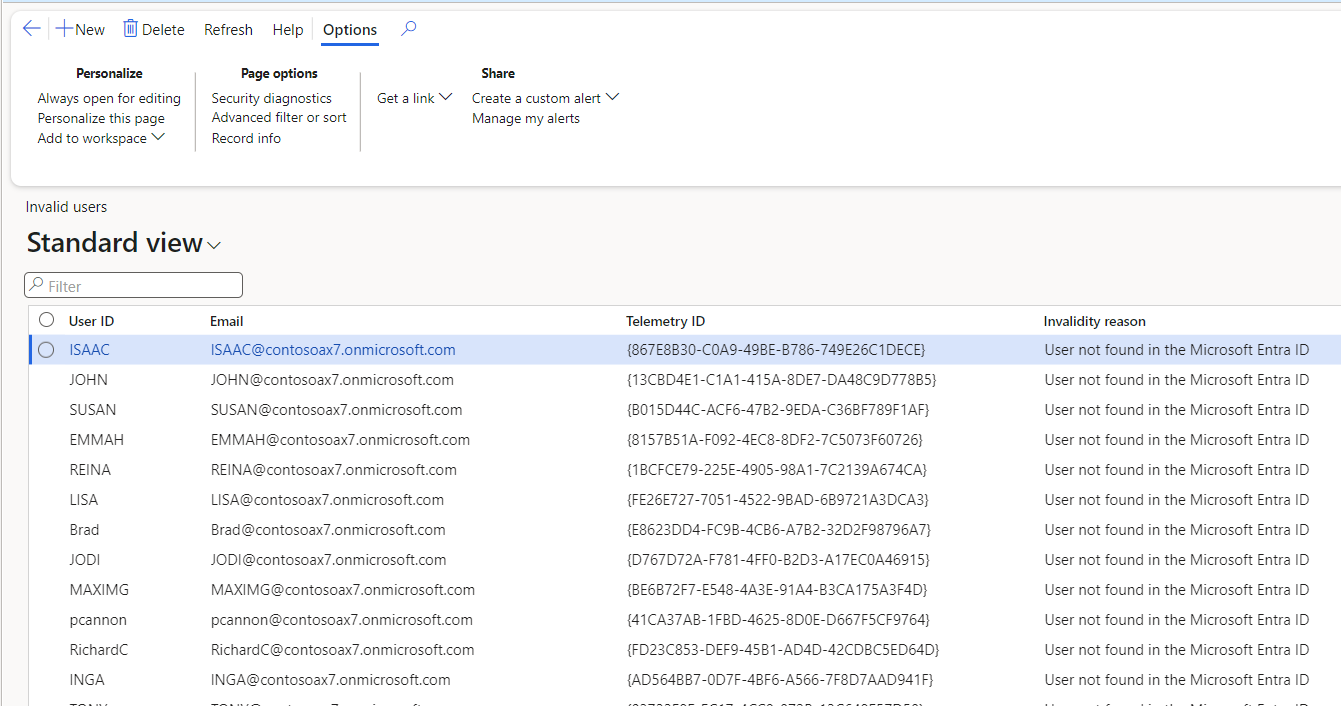 New Delete Refresh Help Options
Personalize Page options Share
Always open for editing Security diagnostics Get a link Create a custom alert
Personalize this page Advanced filter or sort Manage my alerts
Add to workspace Record info
Invalid users
Standard view
Filter
User ID Email Telemetry ID Invalidity reason
ISAAC ISAAC@contosoax7.onmicrosoft.com {867E8B30-C0A9-49BE-B786-749E26C1DECE} User not found in the Microsoft Entra ID
JOHN JOHN@contosoax7.onmicrosoft.com {13CBD4E1-C1A1-415A-8DE7-DA48C9D778B5} User not found in the Microsoft Entra ID
SUSAN SUSAN@contosoax7.onmicrosoft.com {B015D44C-ACF6-47B2-9EDA-C36BF789F1AF} User not found in the Microsoft Entra ID
EMMAH EMMAH@contosoax7.onmicrosoft.com {8157B51A-F092-4EC8-8DF2-7C5073F60726} User not found in the Microsoft Entra ID
REINA REINA@contosoax7.onmicrosoft.com {1BCFCE79-225E-4905-98A1-7C2139A674CA} User not found in the Microsoft Entra ID
LISA LISA@contosoax7.onmicrosoft.com {FE26E727-7051-4522-9BAD-6B9721A3DCA3} User not found in the Microsoft Entra ID
Brad Brad@contosoax7.onmicrosoft.com {E8623DD4-FC9B-4CB6-A7B2-32D2F98796A7} User not found in the Microsoft Entra ID
JODI JODI@contosoax7.onmicrosoft.com {D767D72A-F781-4FF0-B2D3-A17EC0A46915} User not found in the Microsoft Entra ID
MAXIMG MAXIMG@contosoax7.onmicrosoft.com {BE6B72F7-E548-4A3E-91A4-B3CA175A3F4D} User not found in the Microsoft Entra ID
pcannon pcannon@contosoax7.onmicrosoft.com {41CA37AB-1FBD-4625-8D0E-D667F5CF9764} User not found in the Microsoft Entra ID
RichardC RichardC@contosoax7.onmicrosoft.com {FD23C853-DEF9-45B1-AD4D-42CDBC5ED64D} User not found in the Microsoft Entra ID
INGA INGA@contosoax7.onmicrosoft.com {AD564BB7-0D7F-4BF6-A566-7F8D7AAD941F} User not found in the Microsoft Entra ID